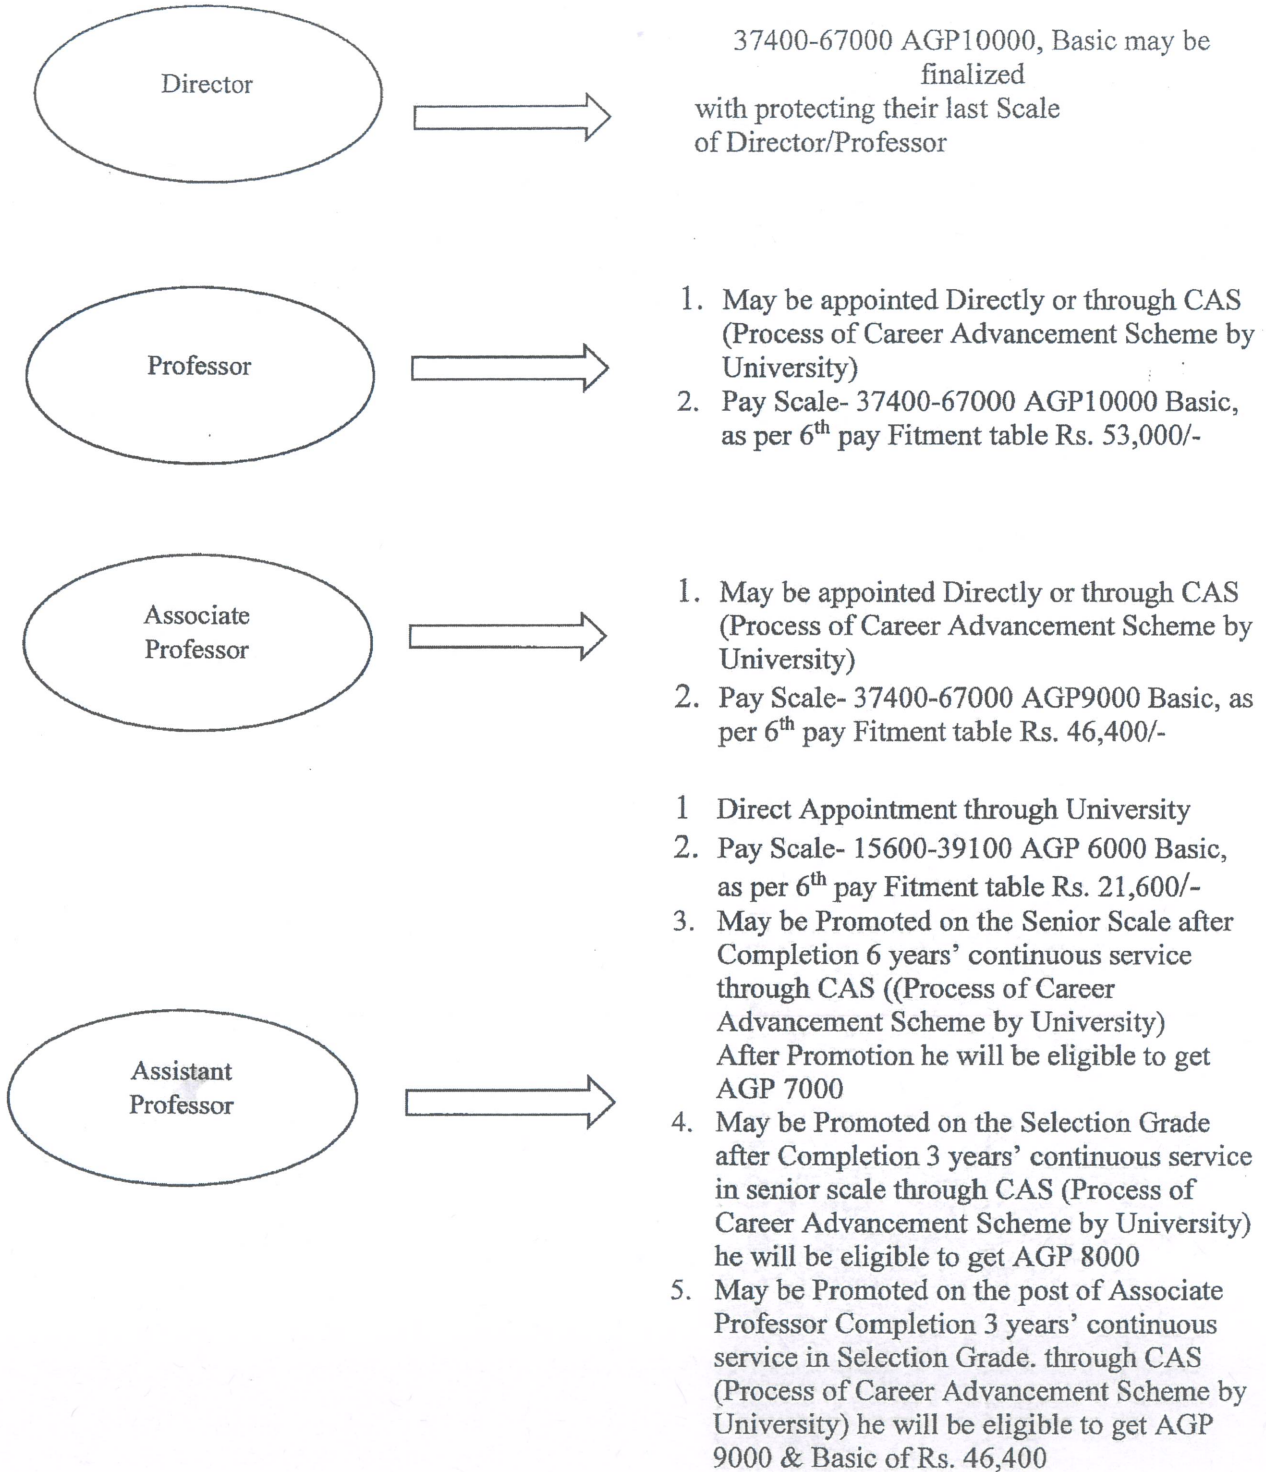 Director
37400-67000 AGP10000, Basic may be
finalized
with protecting their last Scale
of Director/Professor
Professor
1. May be appointed Directly or through CAS
(Process of Career Advancement Scheme by
University)
2. Pay Scale- 37400-67000 AGP10000 Basic,
as per 6th pay Fitment table Rs. 53,000/-
Associate
Professor
1. May be appointed Directly or through CAS
(Process of Career Advancement Scheme by
University)
2. Pay Scale- 37400-67000 AGP9000 Basic, as
per 6th pay Fitment table Rs. 46,400/-
Assistant
Professor
1 Direct Appointment through University
2. Pay Scale- 15600-39100 AGP 6000 Basic,
as per 6th pay Fitment table Rs. 21,600/-
3. May be Promoted on the Senior Scale after
Completion 6 years’ continuous service
through CAS ((Process of Career
Advancement Scheme by University)
After Promotion he will be eligible to get
AGP 7000
4. May be Promoted on the Selection Grade
after Completion 3 years’ continuous service
in senior scale through CAS (Process of
Career Advancement Scheme by University)
he will be eligible to get AGP 8000
5. May be Promoted on the post of Associate
Professor Completion 3 years’ continuous
service in Selection Grade. through CAS
(Process of Career Advancement Scheme by
University) he will be eligible to get AGP
9000 & Basic of Rs. 46,400